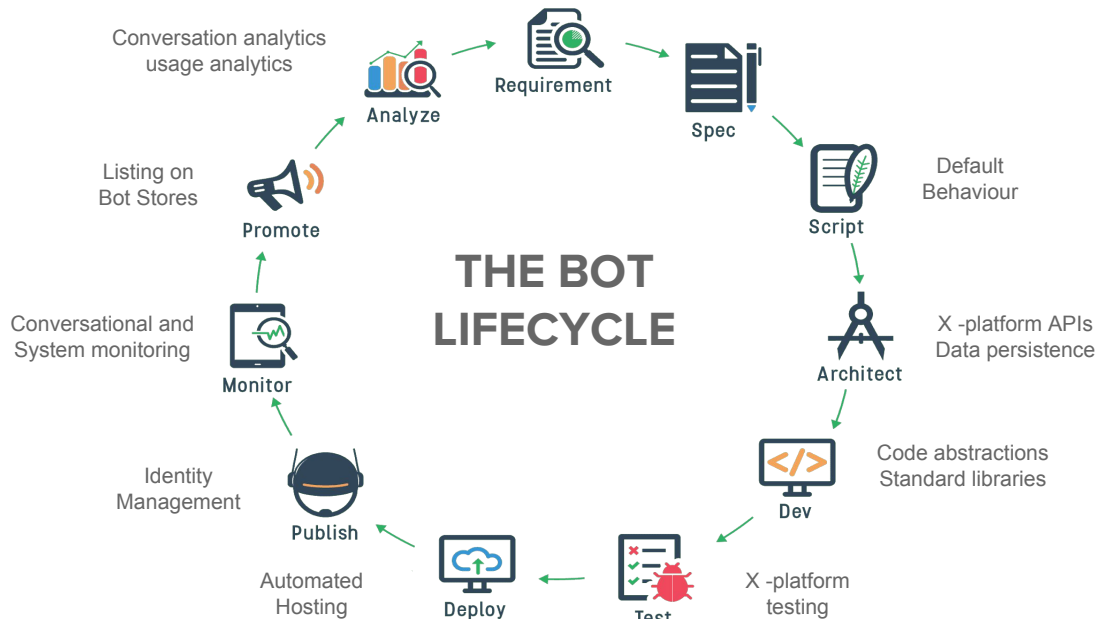 Conversation analytics
usage analytics
Analyze
Requirement
Spec
Default
Behaviour
Script
X -platform APIs
Data persistence
Architect
Code abstractions
Standard libraries
Dev
X -platform
testing
Test
Automated
Hosting
Deploy
Identity
Management
Publish
Conversational and
System monitoring
Monitor
Listing on
Bot Stores
Promote
THE BOT
LIFECYCLE